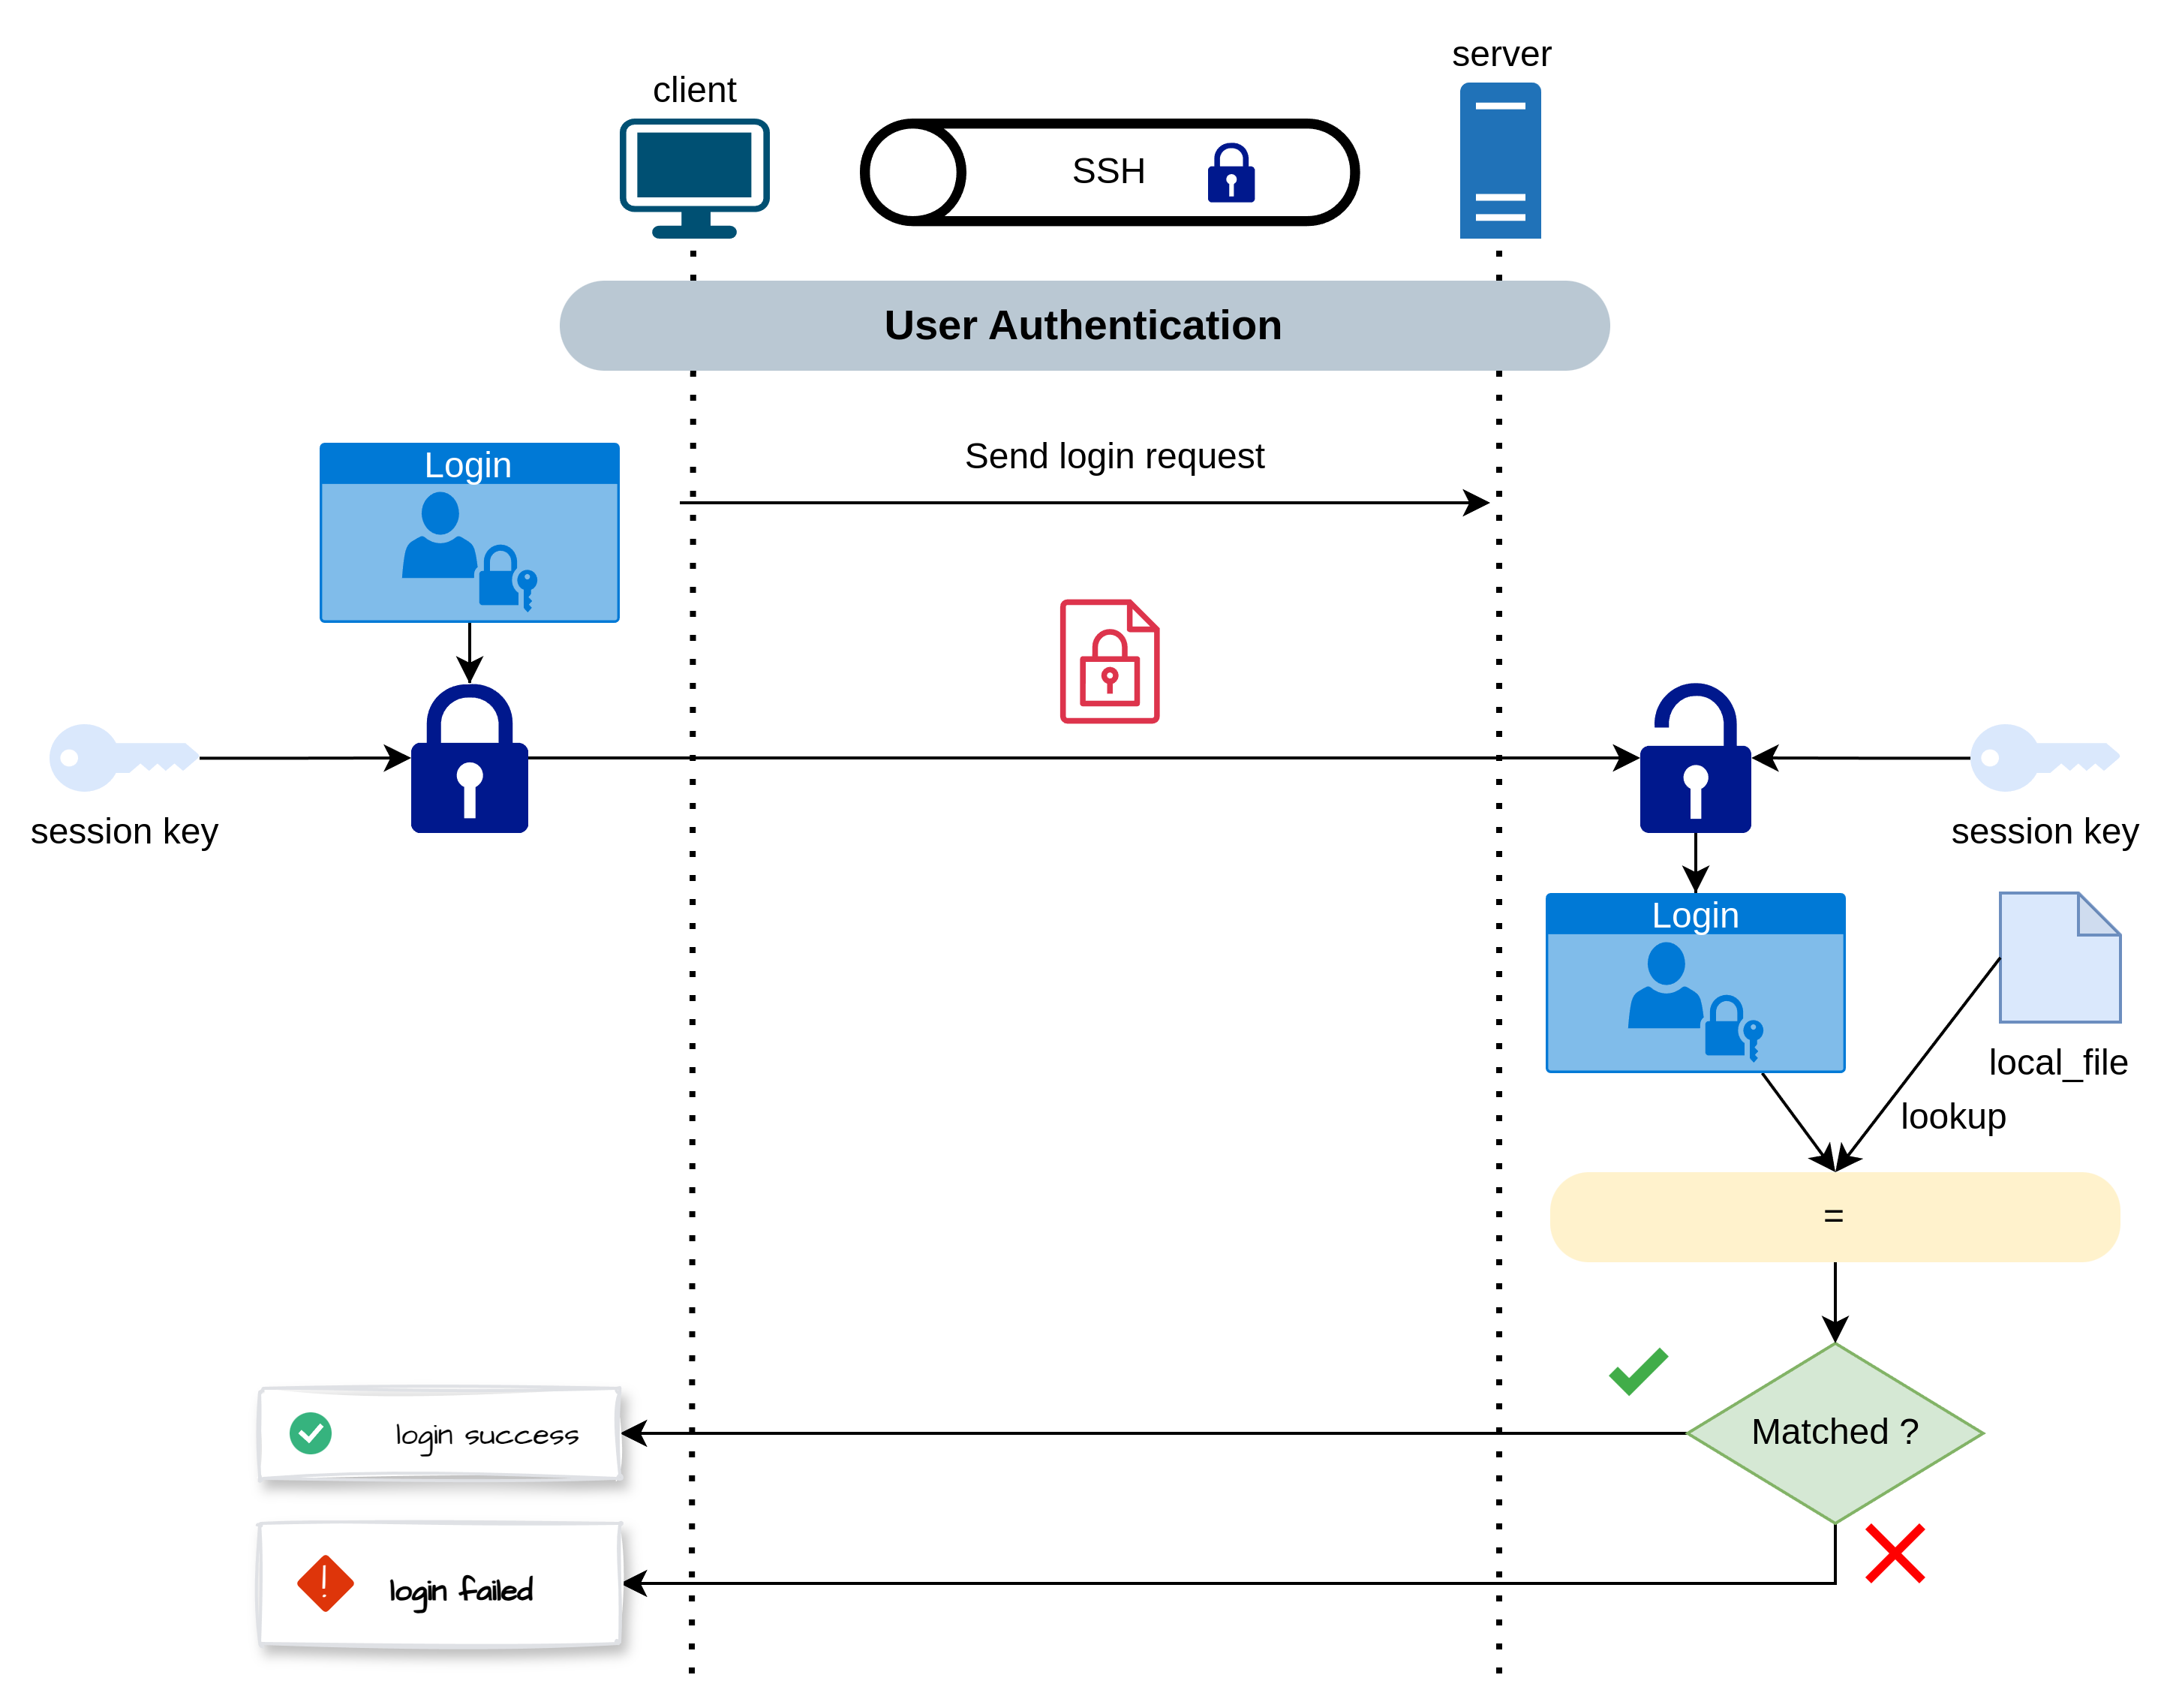 server
client
SSH
User Authentication
Send login request
Login
session key
session key
Login
local_file
lookup
=
Matched ?
login success
login failed